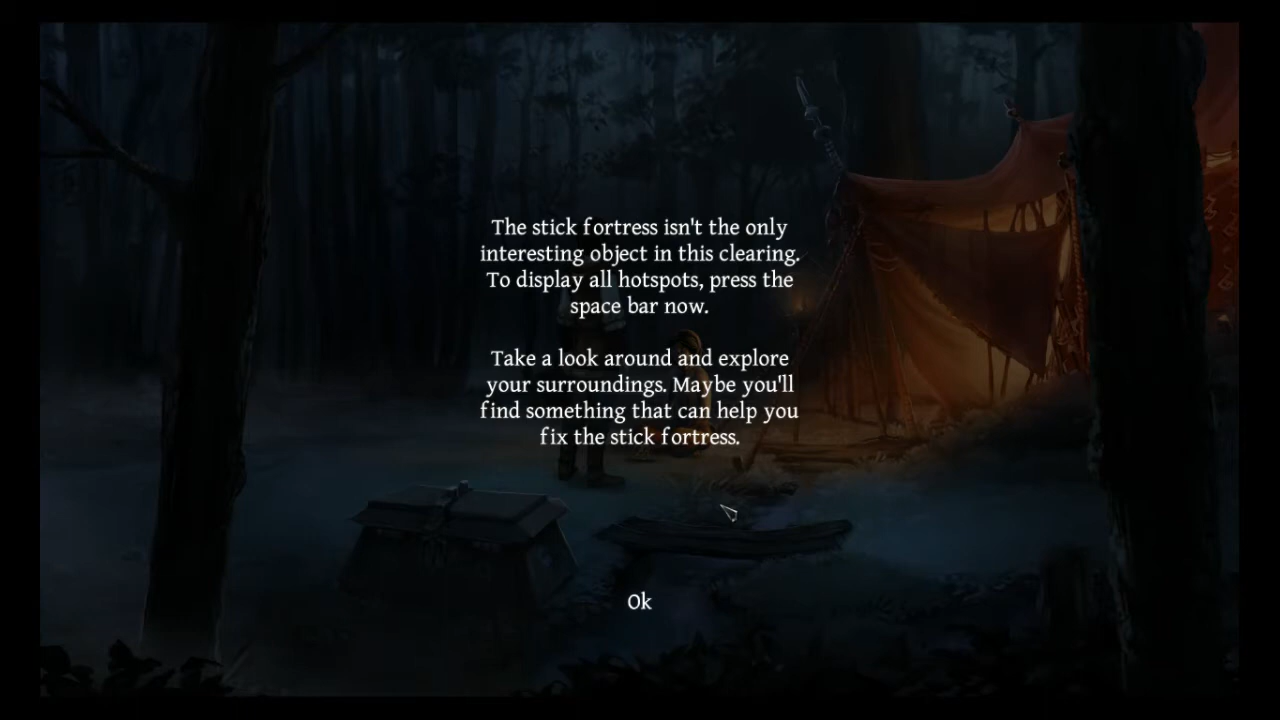 The stick fortress isn't the only
interesting object in this clearing.
To display all hotspots, press the
space bar now.
Take a look around and explore
your surroundings. Maybe you'll
find something that can help you
fix the stick fortress.
Ok